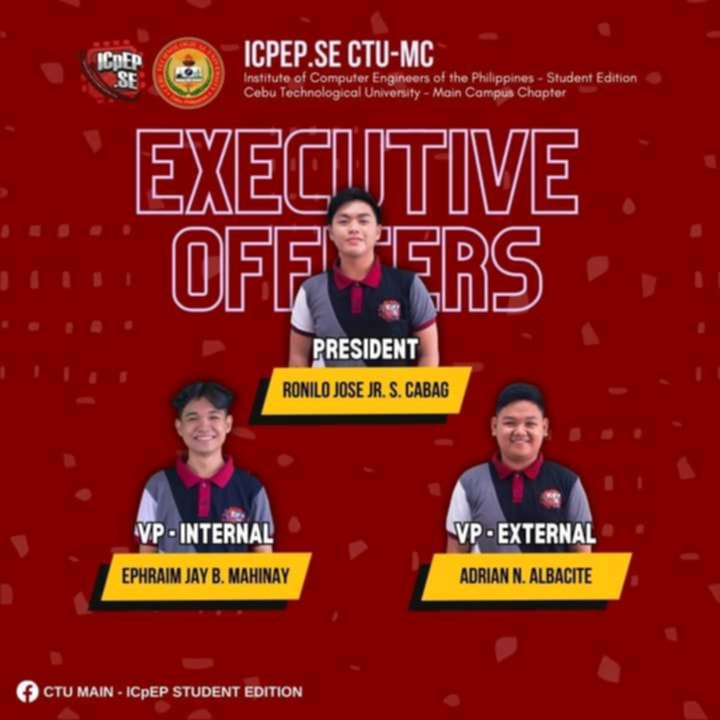 ICpEP
.SE
ICPEP.SE CTU-MC
Institute of Computer Engineers of the Philippines - Student Edition
Cebu Technological University - Main Campus Chapter
EXECUTIVE
OFFICERS
PRESIDENT
RONILO JOSE JR. S. CABAG
VP - INTERNAL
EPHRAIM JAY B. MAHINAY
VP - EXTERNAL
ADRIAN N. ALBACITE
CTU MAIN - ICpEP STUDENT EDITION